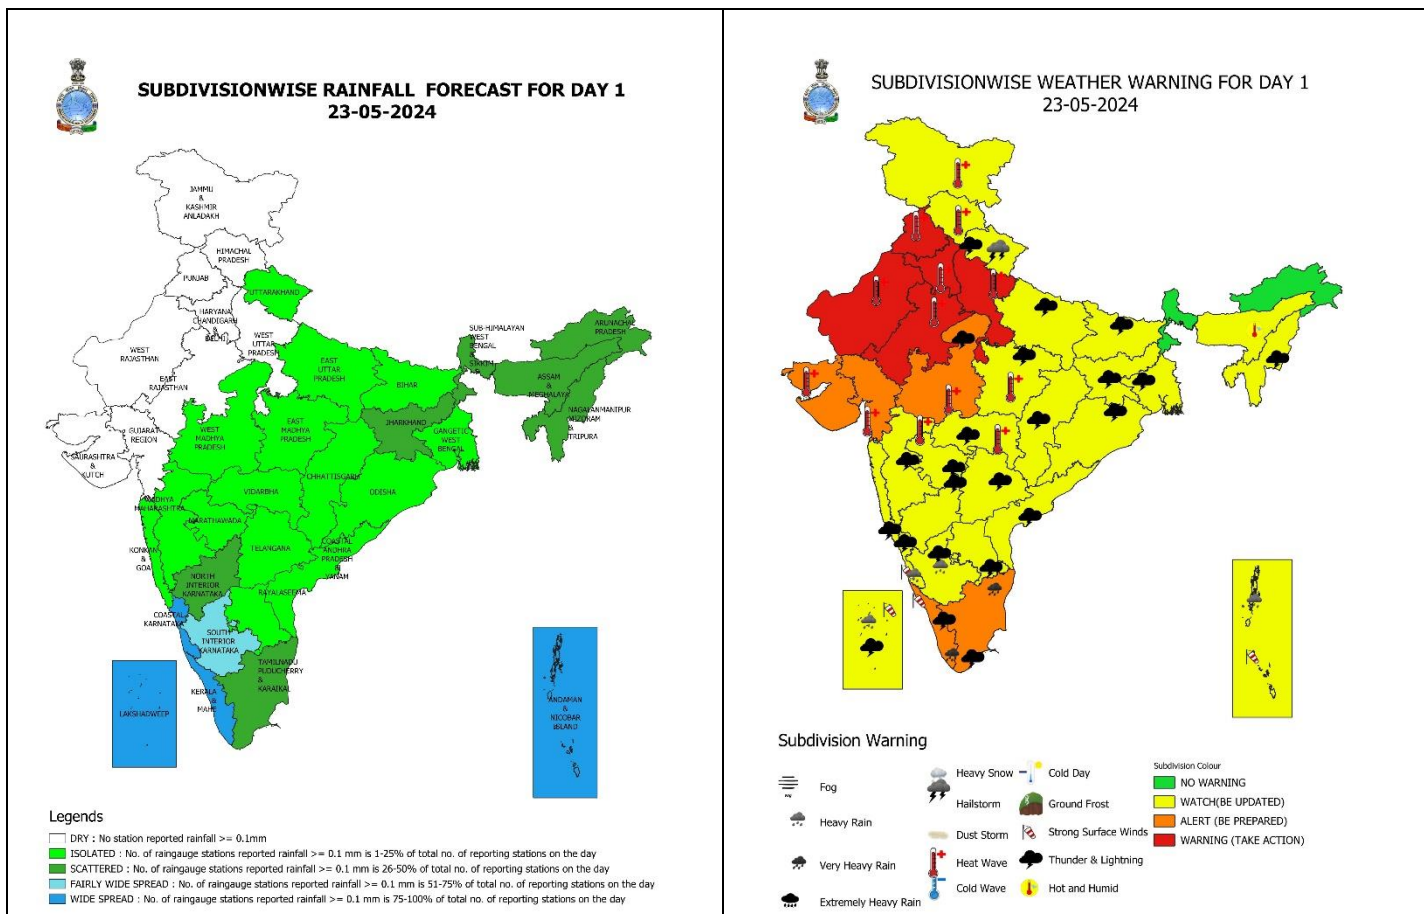 SUBDIVISIONWISE RAINFALL FORECAST FOR DAY 1
23-05-2024
JAMMU
&
KASHMIR
ANLADAKH
HIMACHAL
PRADESH
PUNJAB
UTTARAKHAND
HARYANA
CHANDIGARH
&
DELHI
WEST
UTTAR
PRADESH
WEST
RAJASTHAN
EAST
RAJASTHAN
EAST
UTTAR
PRADESH
BIHAR
SUB-HIMALAYAN
WEST
BENGAL
&
SIKKIM
ARUNACHAL
PRADESH
ASSAM
&
MEGHALAYA
NAGALANMANIPUR
MIZORAM
&
TRIPURA
GUJARAT
REGION
SAURASHTRA
&
KUTCH
WEST
MADHYA
PRADESH
EAST
MADHYA
PRADESH
JHARKHAND
GANGETIC
WEST
BENGAL
CHHATTISGARH
ODISHA
VIDARBHA
MADHYA
MAHARASHTRA
MARATHAWADA
KONKAN
&
GOA
TELANGANA
COASTAL
ANDHRA
PRADESH
&
YANAM
NORTH
INTERIOR
KARNATAKA
RAYALASEEMA
COASTAL
KARNATAKA
SOUTH
INTERIOR
KARNATAKA
TAMILNADU
PUDUCHERRY
&
KARAIKAL
KERALA
&
MAHE
LAKSHADWEEP
ANDAMAN
&
NICOBAR
ISLAND
Legends
DRY : No station reported rainfall >= 0.1mm
ISOLATED : No. of raingauge stations reported rainfall >= 0.1 mm is 1-25% of total no. of reporting stations on the day
SCATTERED : No. of raingauge stations reported rainfall >= 0.1 mm is 26-50% of total no. of reporting stations on the day
FAIRLY WIDE SPREAD : No. of raingauge stations reported rainfall >= 0.1 mm is 51-75% of total no. of reporting stations on the day
WIDE SPREAD : No. of raingauge stations reported rainfall >= 0.1 mm is 75-100% of total no. of reporting stations on the day
SUBDIVISIONWISE WEATHER WARNING FOR DAY 1
23-05-2024
Subdivision Warning
Fog
Heavy Rain
Very Heavy Rain
Extremely Heavy Rain
Heavy Snow
Hailstorm
Dust Storm
Heat Wave
Cold Wave
Cold Day
Ground Frost
Strong Surface Winds
Thunder & Lightning
Hot and Humid
Subdivision Colour
NO WARNING
WATCH(BE UPDATED)
ALERT (BE PREPARED)
WARNING (TAKE ACTION)